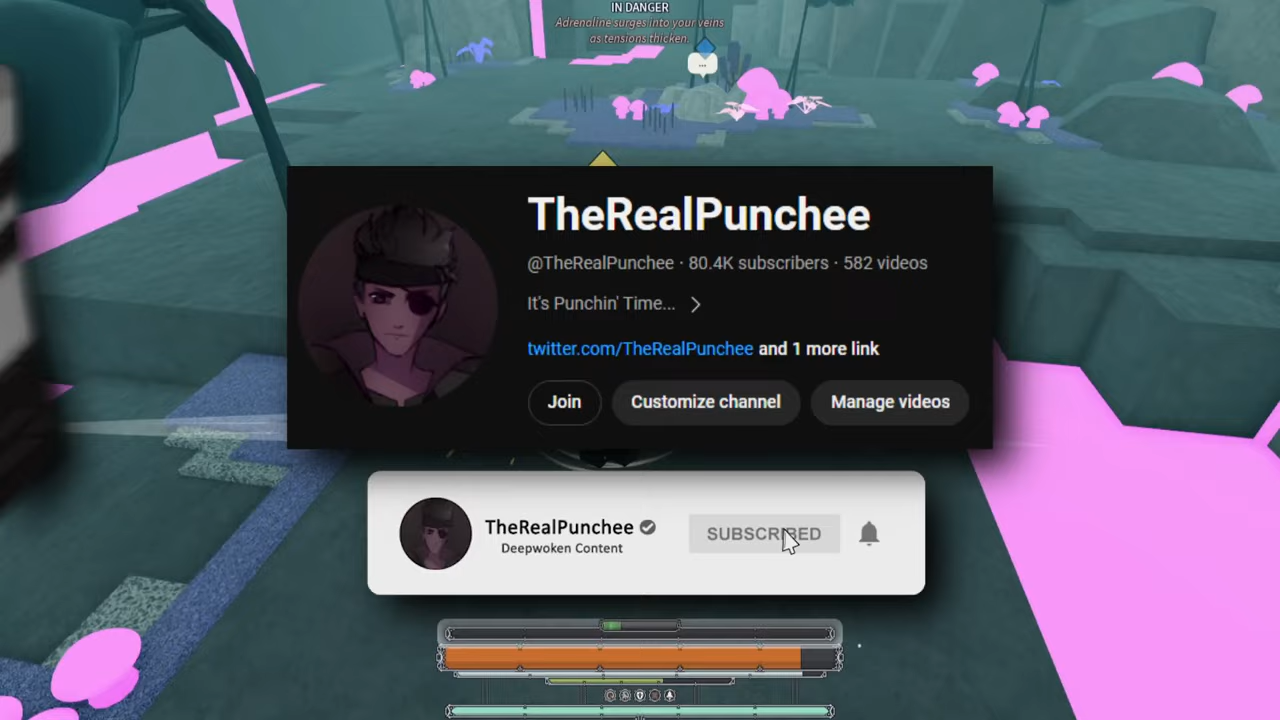 IN DANGER
Adrenaline surges into your veins
as tensions thicken.
...
TheRealPunchee
@TheRealPunchee · 80.4K subscribers · 582 videos
It's Punchin' Time...
twitter.com/TheRealPunchee and 1 more link
Join Customize channel Manage videos
TheRealPunchee
Deepwoken Content
SUBSCRIBED